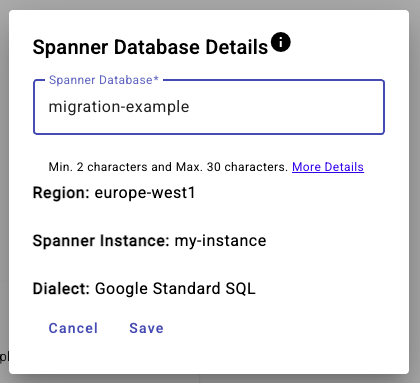 Spanner Database Details
Spanner Database*
migration-example
Min. 2 characters and Max. 30 characters. More Details
Region: europe-west1
Spanner Instance: my-instance
Dialect: Google Standard SQL
Cancel Save